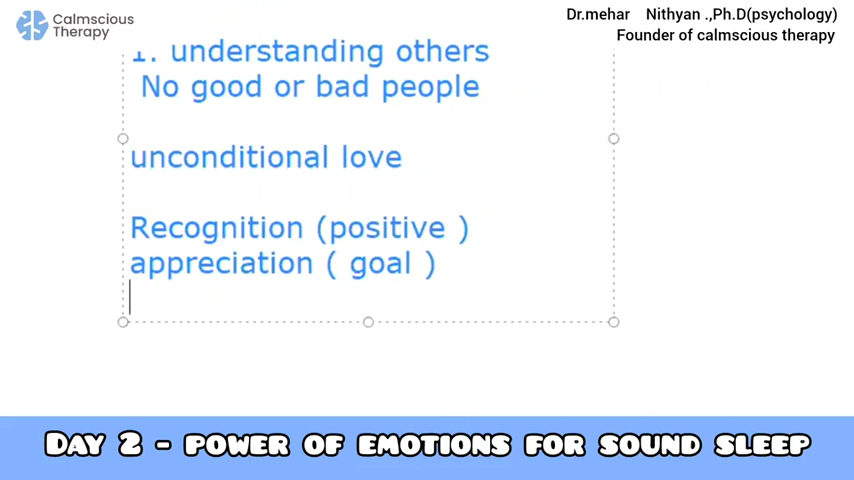 Calmscious
Therapy
Dr.mehar Nithyan .,Ph.D(psychology)
Founder of calmscious therapy
1. understanding others
No good or bad people
unconditional love
Recognition (positive )
appreciation ( goal )
DAY 2 - POWER OF EMOTIONS FOR SOUND SLEEP